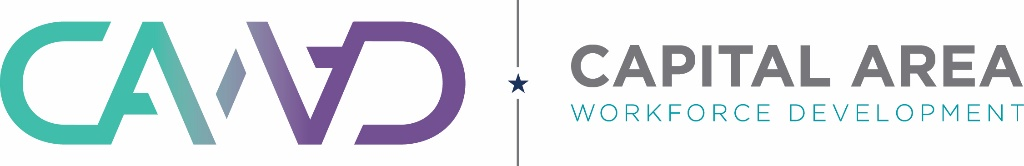 CAWD
CAPITAL AREA
WORKFORCE DEVELOPMENT